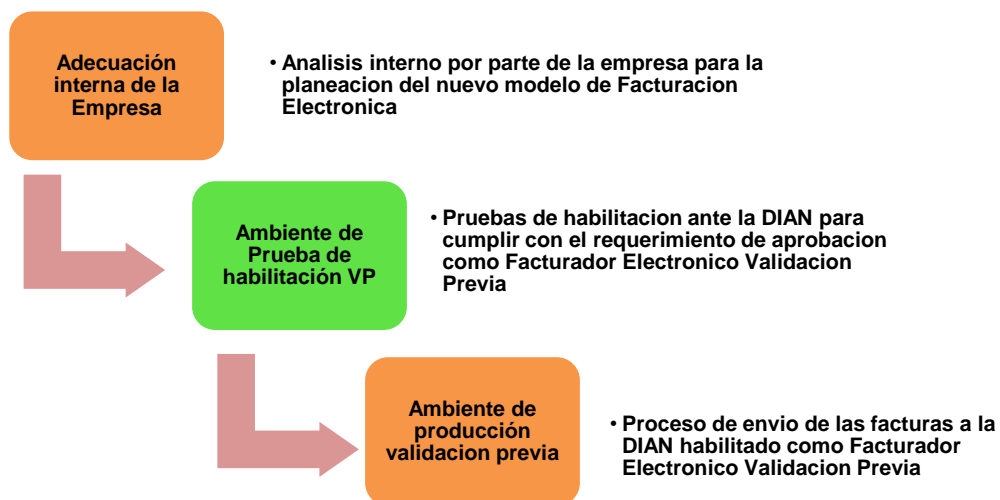 Adecuación
interna de la
Empresa
• Analisis interno por parte de la empresa para la
planeacion del nuevo modelo de Facturacion
Electronica
Ambiente de
Prueba de
habilitación VP
• Pruebas de habilitacion ante la DIAN para
cumplir con el requerimiento de aprobacion
como Facturador Electronico Validacion
Previa
Ambiente de
producción
validacion previa
• Proceso de envio de las facturas a la
DIAN habilitado como Facturador
Electronico Validacion Previa